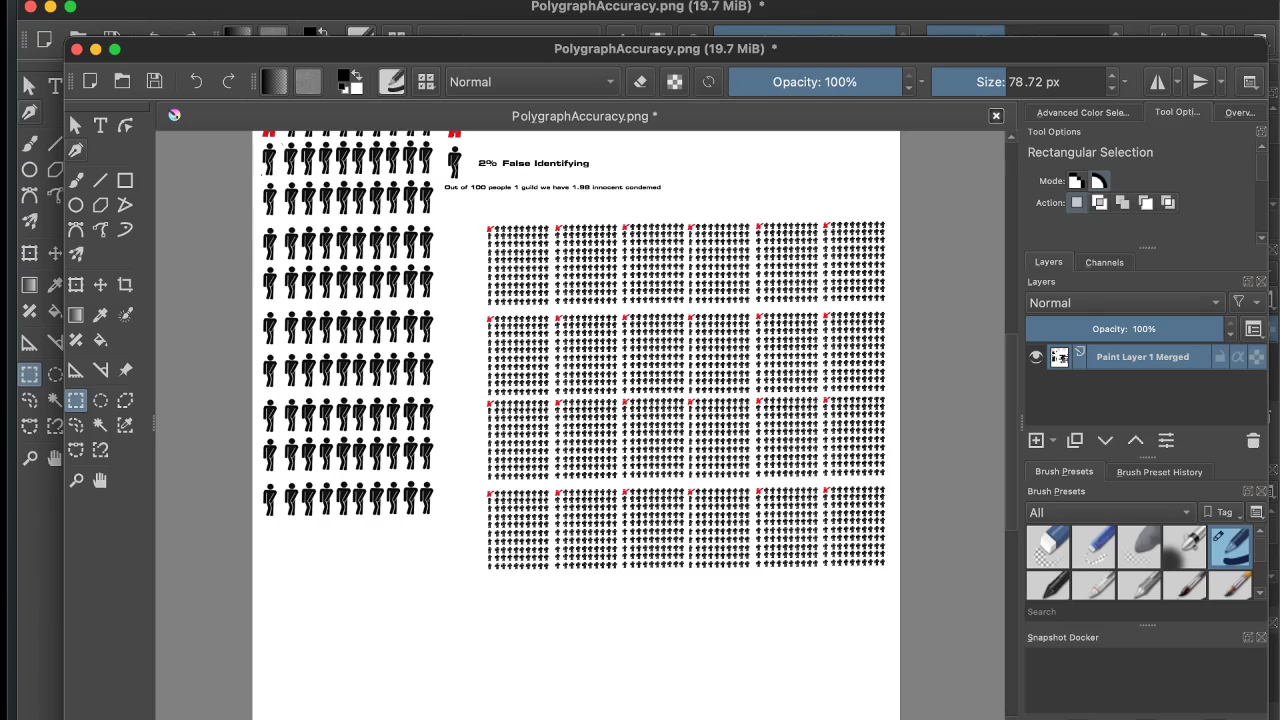 PolygraphAccuracy.png (19.7 MiB) *
PolygraphAccuracy.png (19.7 MiB) *
Normal
Opacity: 100%
Size: 78.72 px
PolygraphAccuracy.png *
Advanced Color Sele...
Tool Opti...
Overv...
Tool Options
Rectangular Selection
Mode:
Action:
2% False Identifying
Out of 100 people 1 guild we have 1.98 innocent condemed
Layers
Channels
Layers
Normal
Opacity: 100%
Paint Layer 1 Merged
Brush Presets
Brush Preset History
Brush Presets
All
Tag
Search
Snapshot Docker